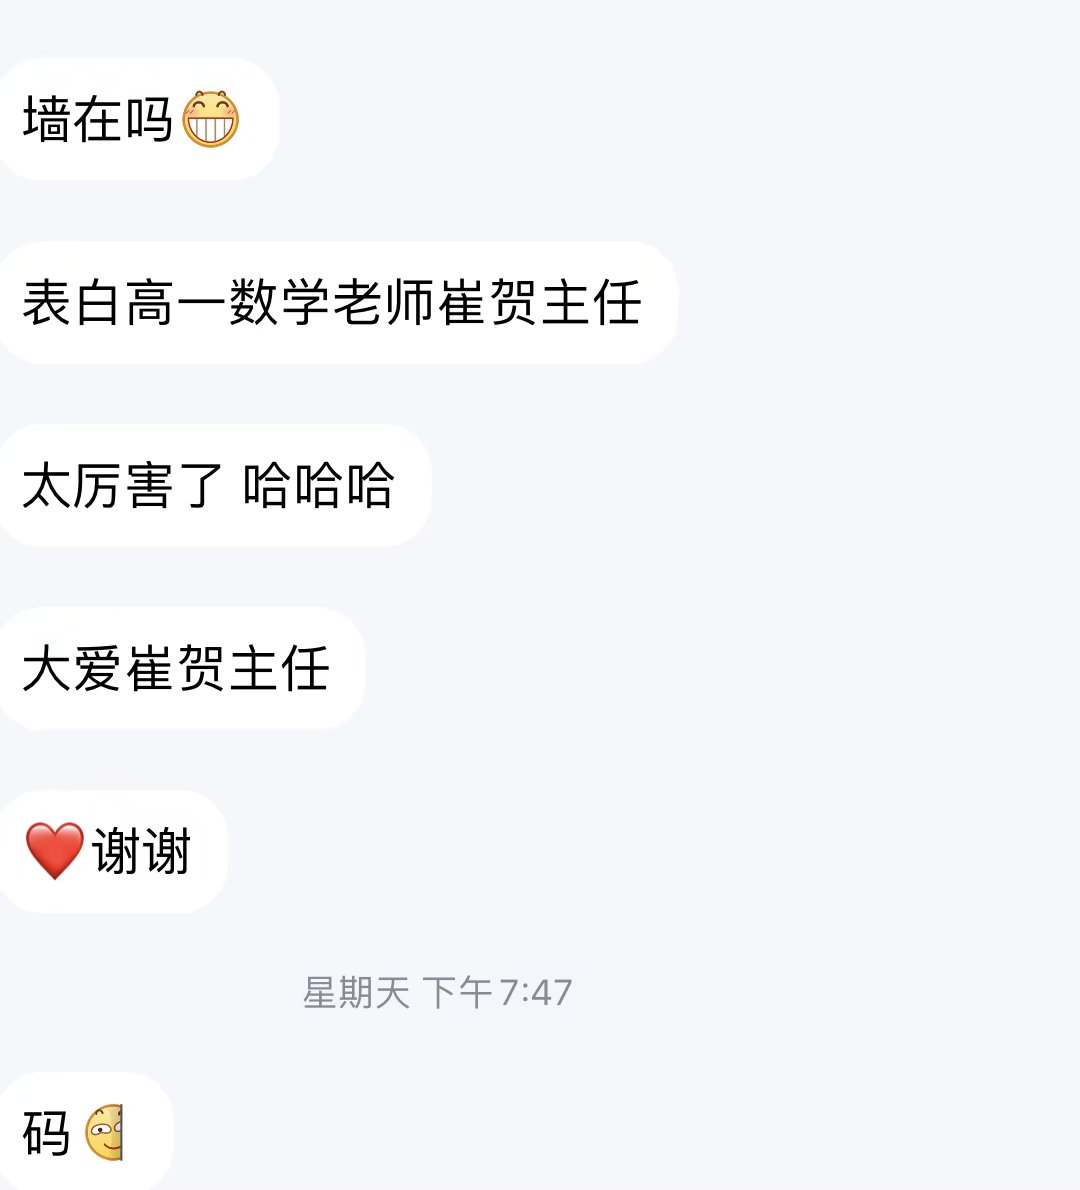 墙在吗
表白高一数学老师崔贺主任
太厉害了 哈哈哈
大爱崔贺主任
❤️谢谢
星期天 下午7:47
码